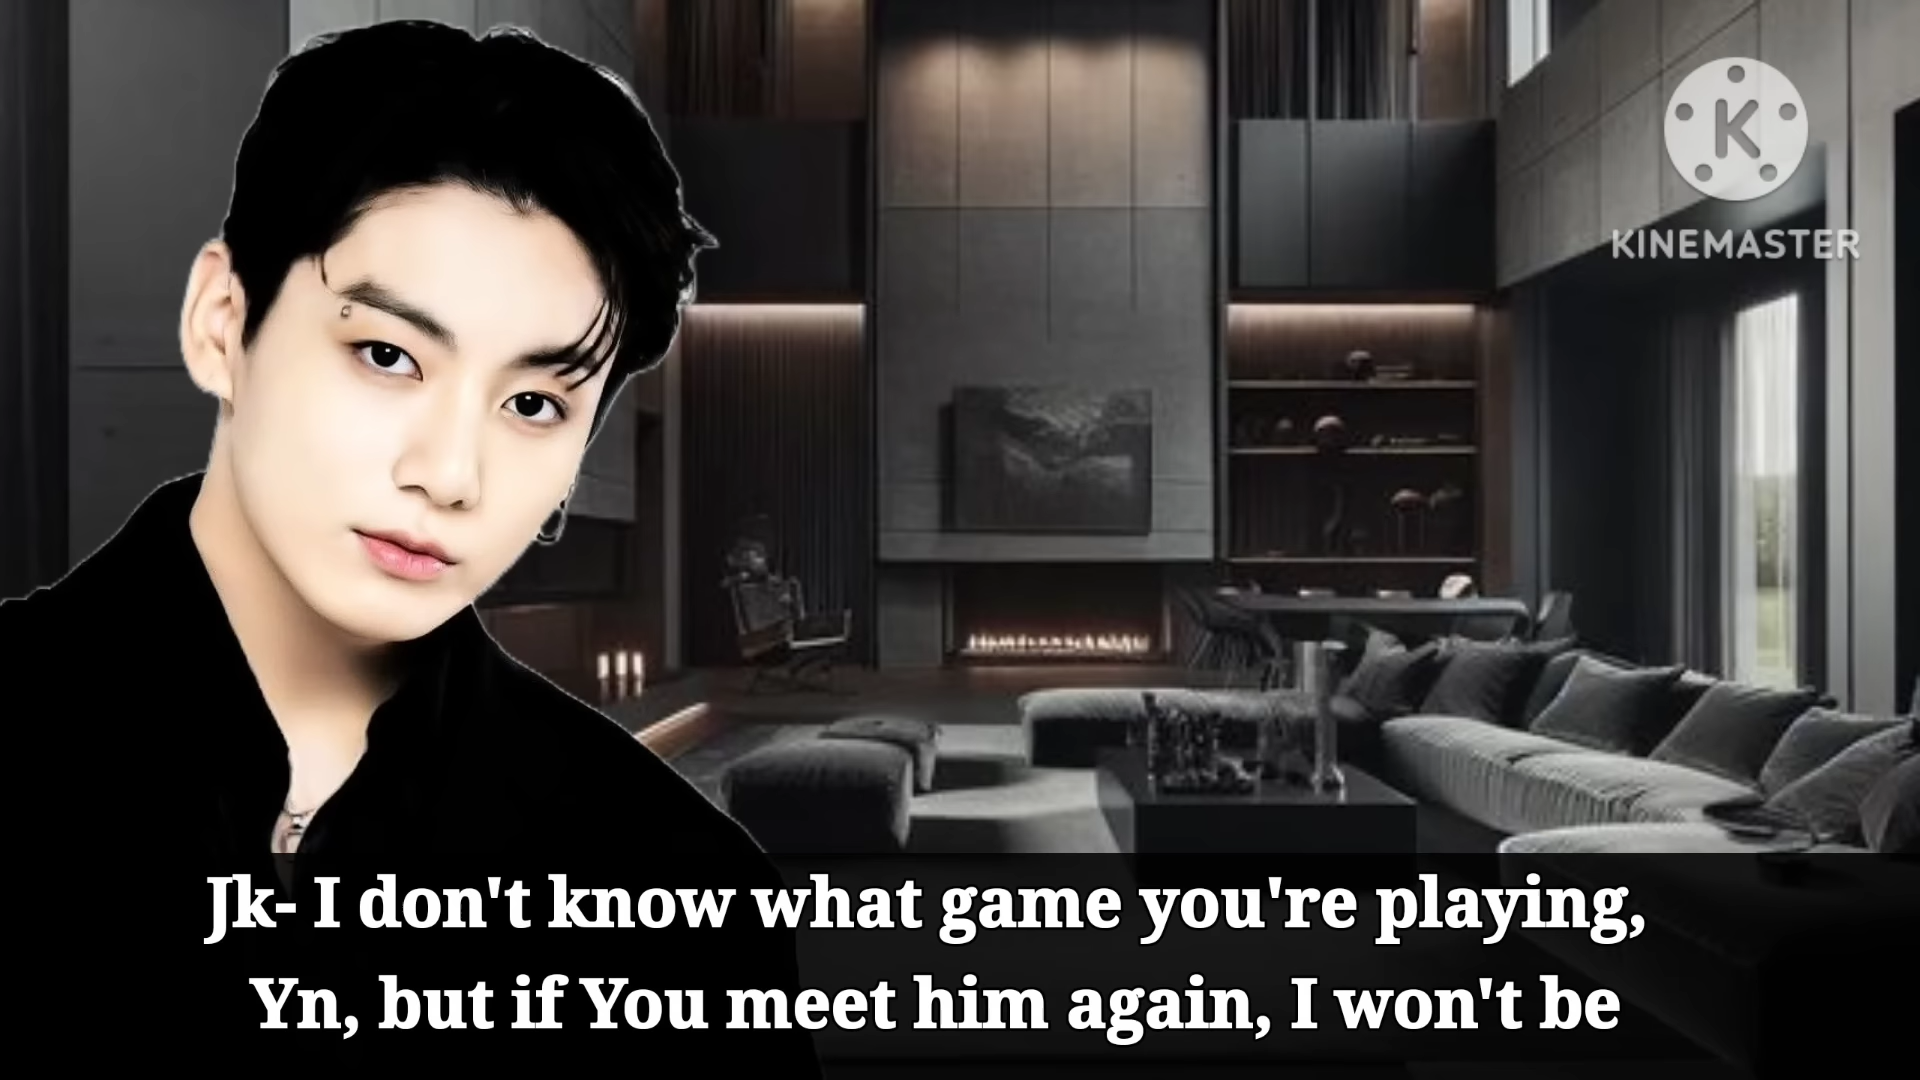 K
KINEMASTER
Jk- I don't know what game you're playing,
Yn, but if You meet him again, I won't be